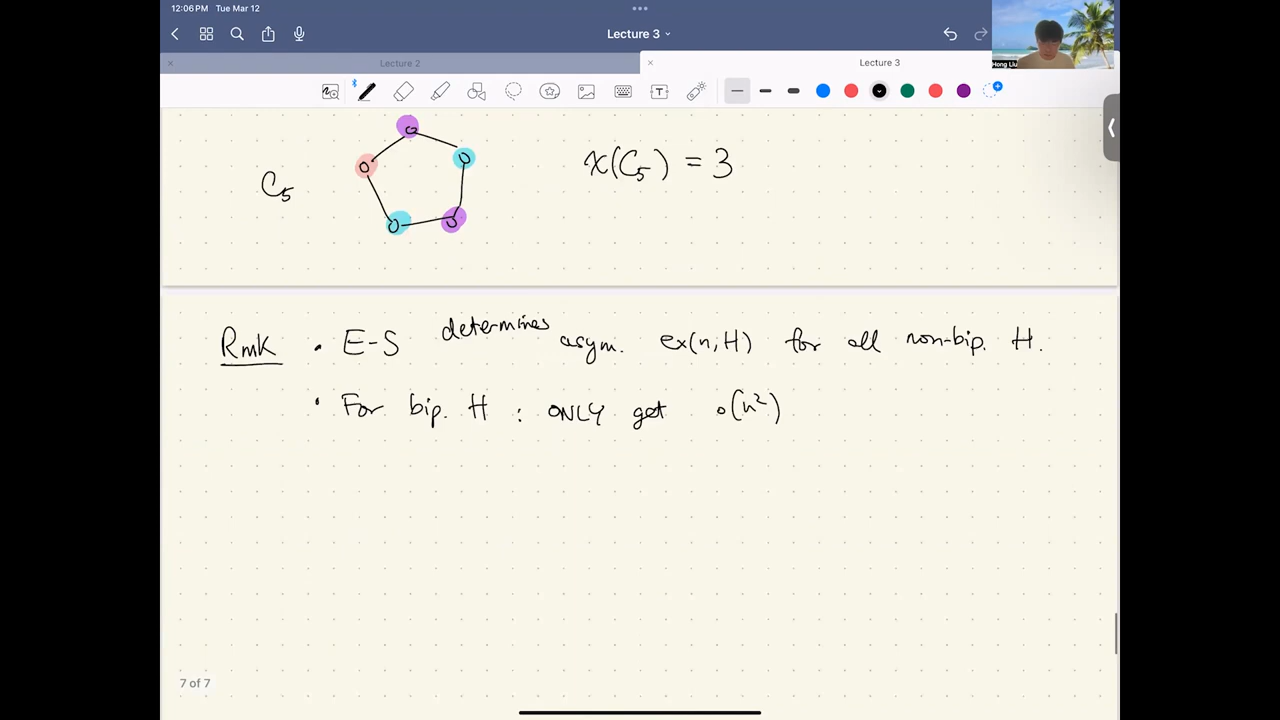 12:06 PM Tue Mar 12
Lecture 3
Hong Liu
Lecture 2
Lecture 3
C₅
χ(C₅) = 3
Rmk • E-S determines asym. ex(n, H) for all non-bip. H.
• For bip. H : ONLY get o(n²)
7 of 7